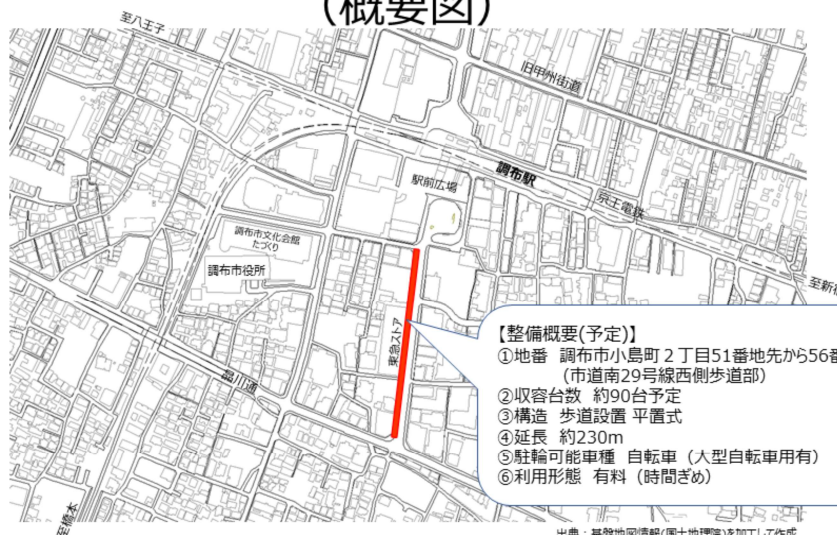 （概要図）
至八王子
旧甲州街道
調布駅
駅前広場
京王電鉄
調布市文化会館
たづくり
調布市役所
東急ストア
品川通
至橋本
【整備概要(予定)】
①地番 調布市小島町２丁目51番地先から56
（市道南29号線西側歩道部）
②収容台数 約90台予定
③構造 歩道設置 平置式
④延長 約230m
⑤駐輪可能車種 自転車（大型自転車用有）
⑥利用形態 有料（時間ぎめ）
出典：基盤地図情報(国土地理院)を加工して作成